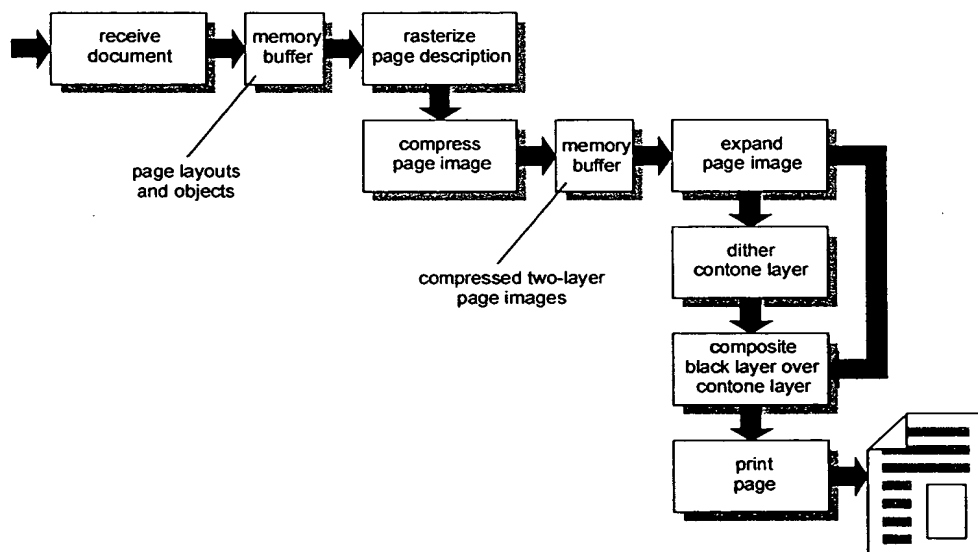 receive
document
memory
buffer
rasterize
page description
page layouts
and objects
compress
page image
memory
buffer
expand
page image
compressed two-layer
page images
dither
contone layer
composite
black layer over
contone layer
print
page